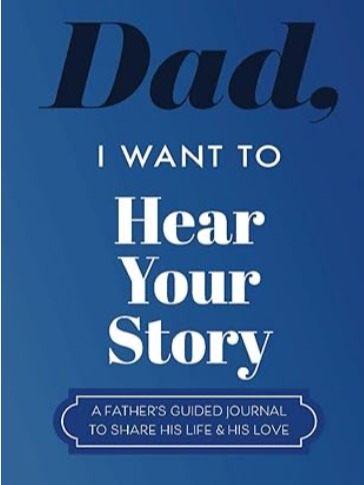 Dad,
I WANT TO
Hear
Your
Story
A FATHER'S GUIDED JOURNAL
TO SHARE HIS LIFE & HIS LOVE